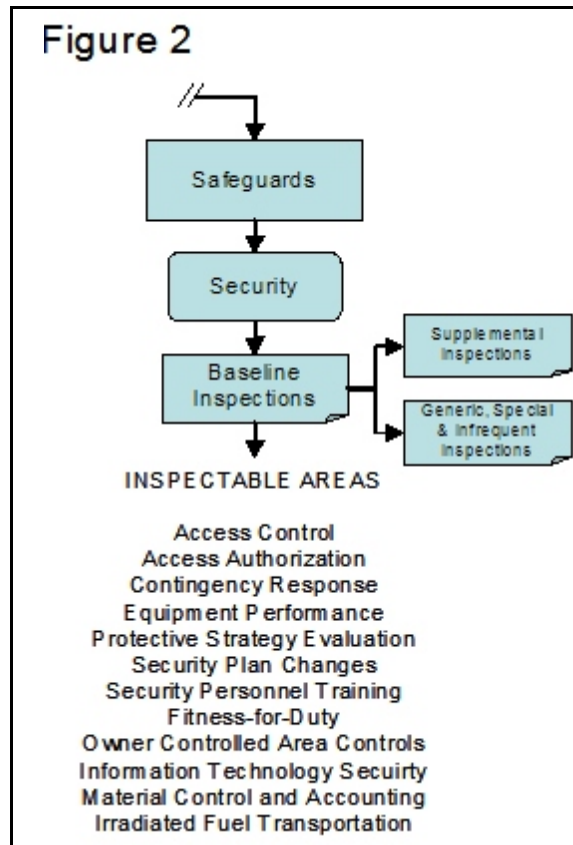 Figure 2
Safeguards
Security
Baseline
Inspections
Supplemental
Inspections
Generic, Special
& Infrequent
Inspections
INSPECTABLE AREAS
Access Control
Access Authorization
Contingency Response
Equipment Performance
Protective Strategy Evaluation
Security Plan Changes
Security Personnel Training
Fitness-for-Duty
Owner Controlled Area Controls
Information Technology Secuirty
Material Control and Accounting
Irradiated Fuel Transportation